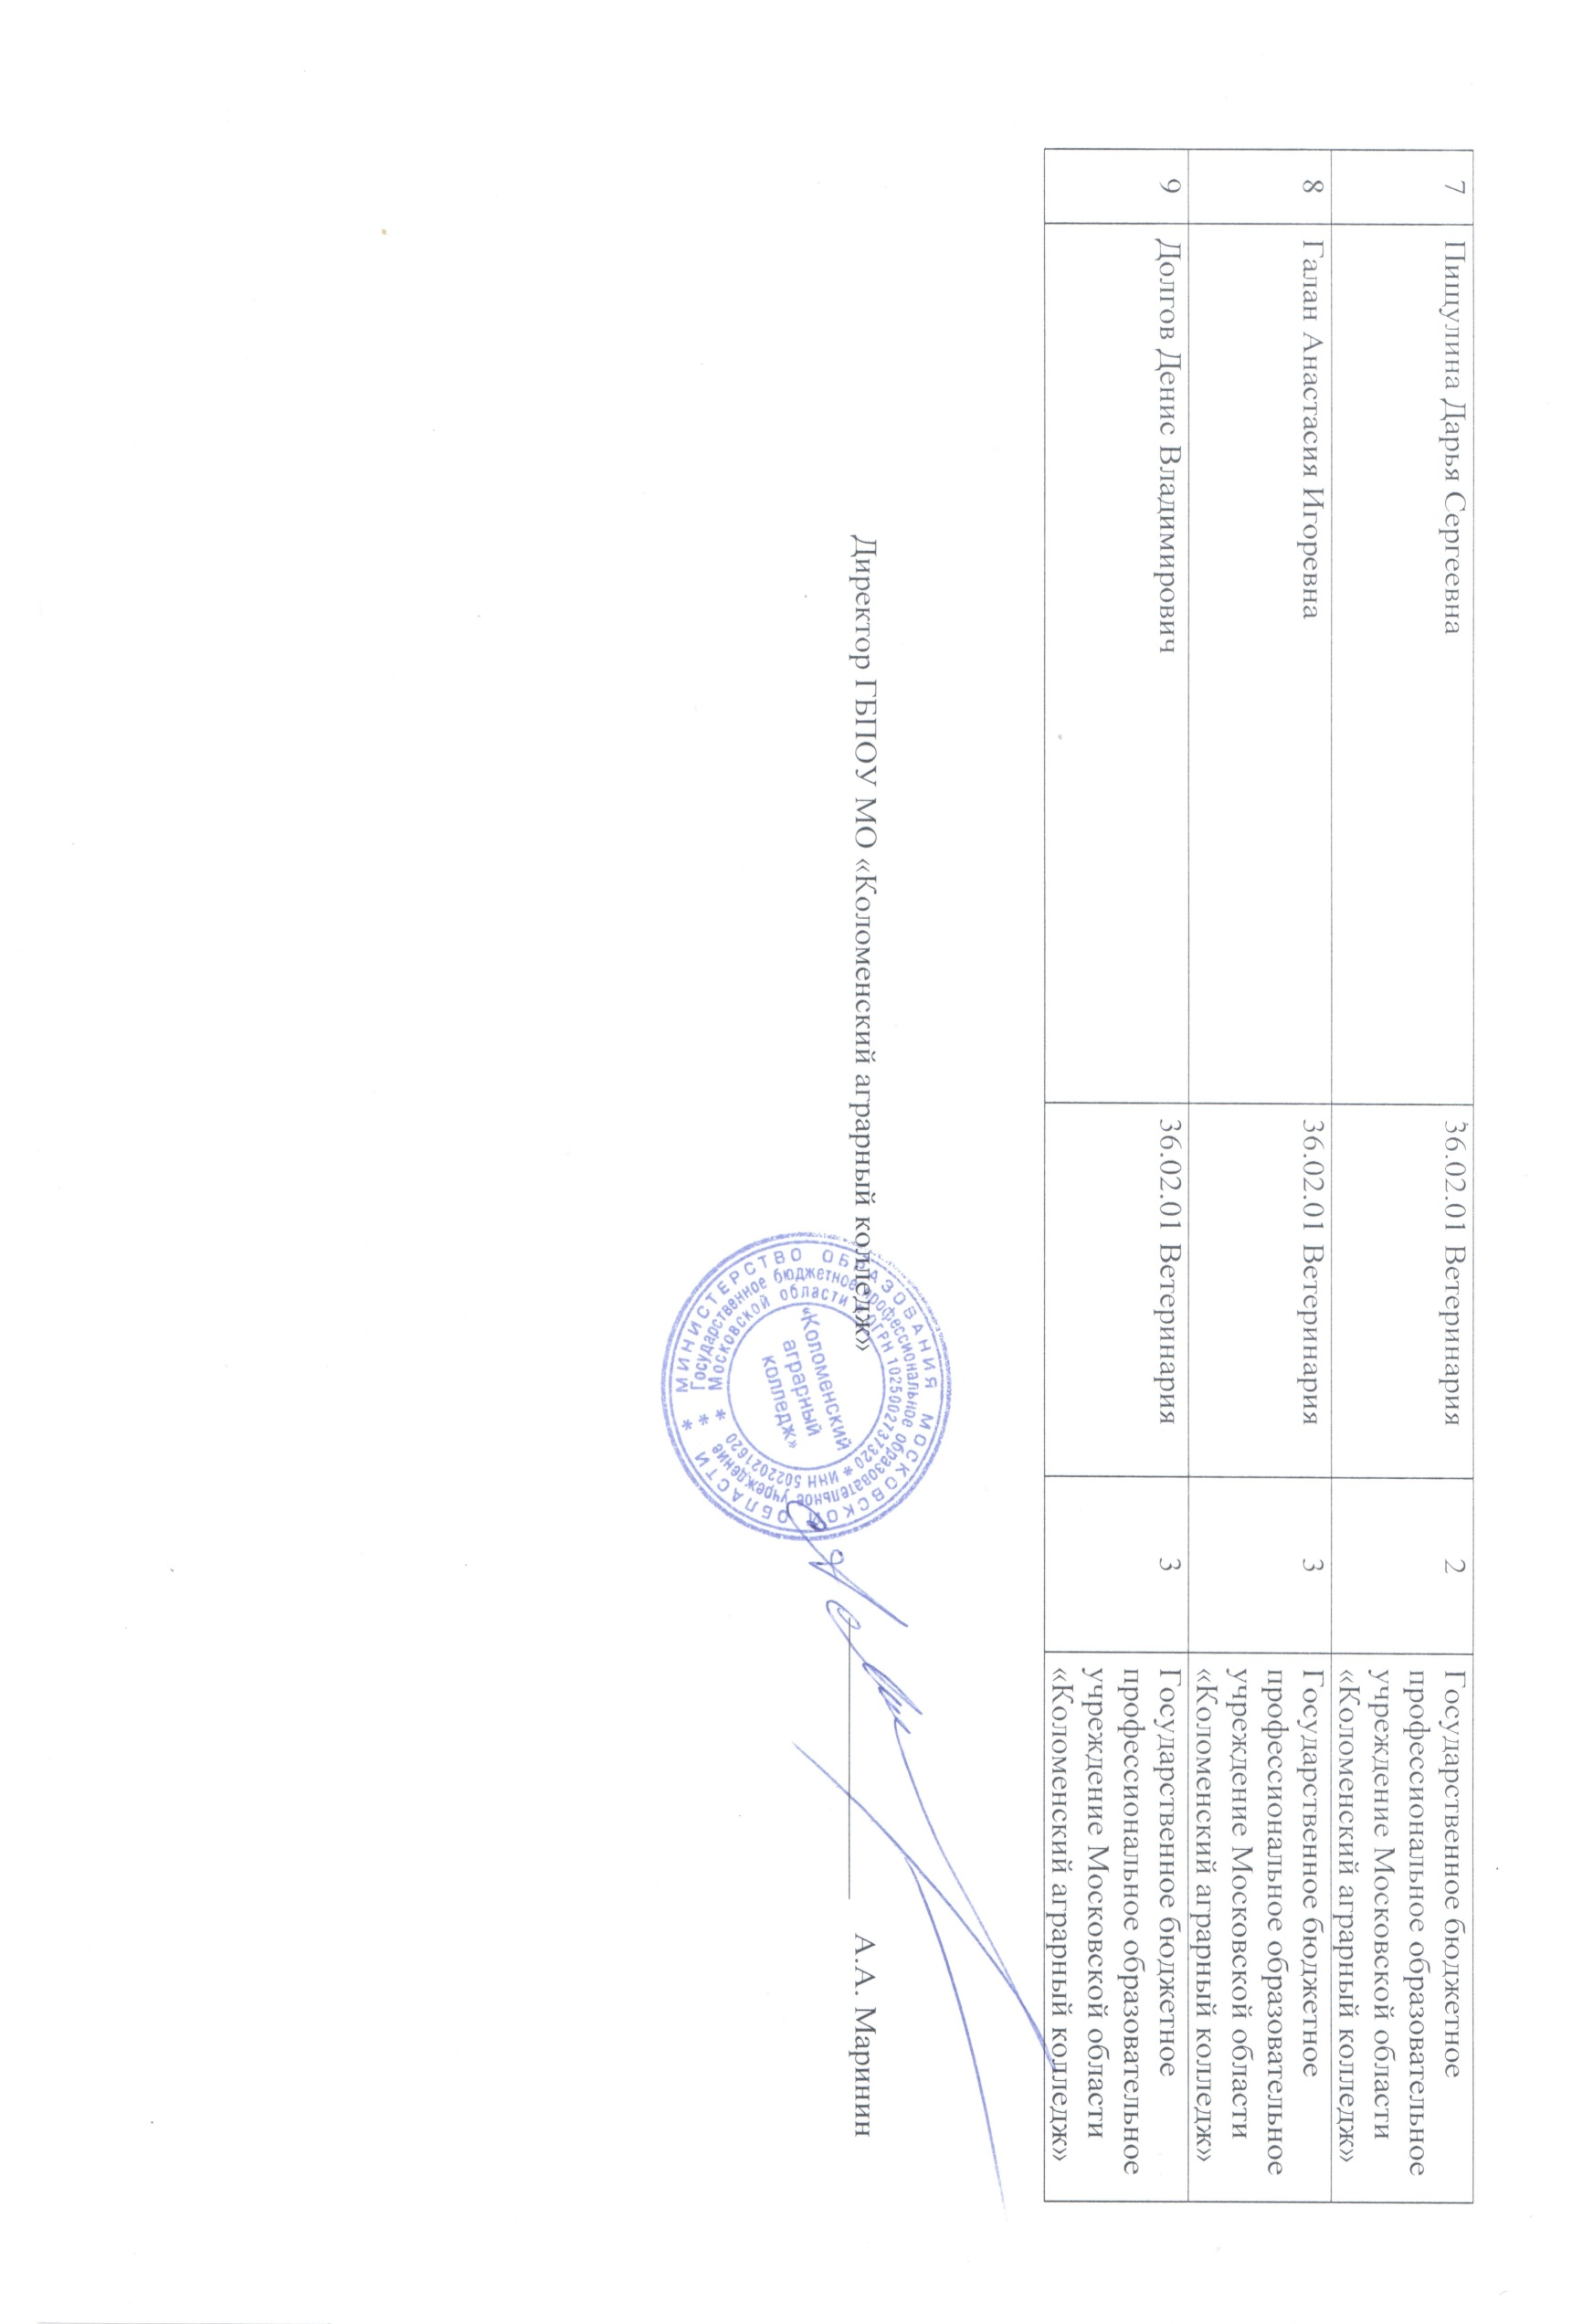 7 Пищулина Дарья Сергеевна 36.02.01 Ветеринария 2 Государственное бюджетное
профессиональное образовательное
учреждение Московской области
«Коломенский аграрный колледж»
8 Галан Анастасия Игоревна 36.02.01 Ветеринария 3 Государственное бюджетное
профессиональное образовательное
учреждение Московской области
«Коломенский аграрный колледж»
9 Долгов Денис Владимирович 36.02.01 Ветеринария 3 Государственное бюджетное
профессиональное образовательное
учреждение Московской области
«Коломенский аграрный колледж»
Директор ГБПОУ МО «Коломенский аграрный колледж» А.А. Маринин
МИНИСТЕРСТВО ОБРАЗОВАНИЯ МОСКОВСКОЙ ОБЛАСТИ *
Государственное бюджетное профессиональное образовательное учреждение *
Московской области * ОГРН 1025002737320 * ИНН 5022021620 *
«Коломенский
аграрный
колледж»